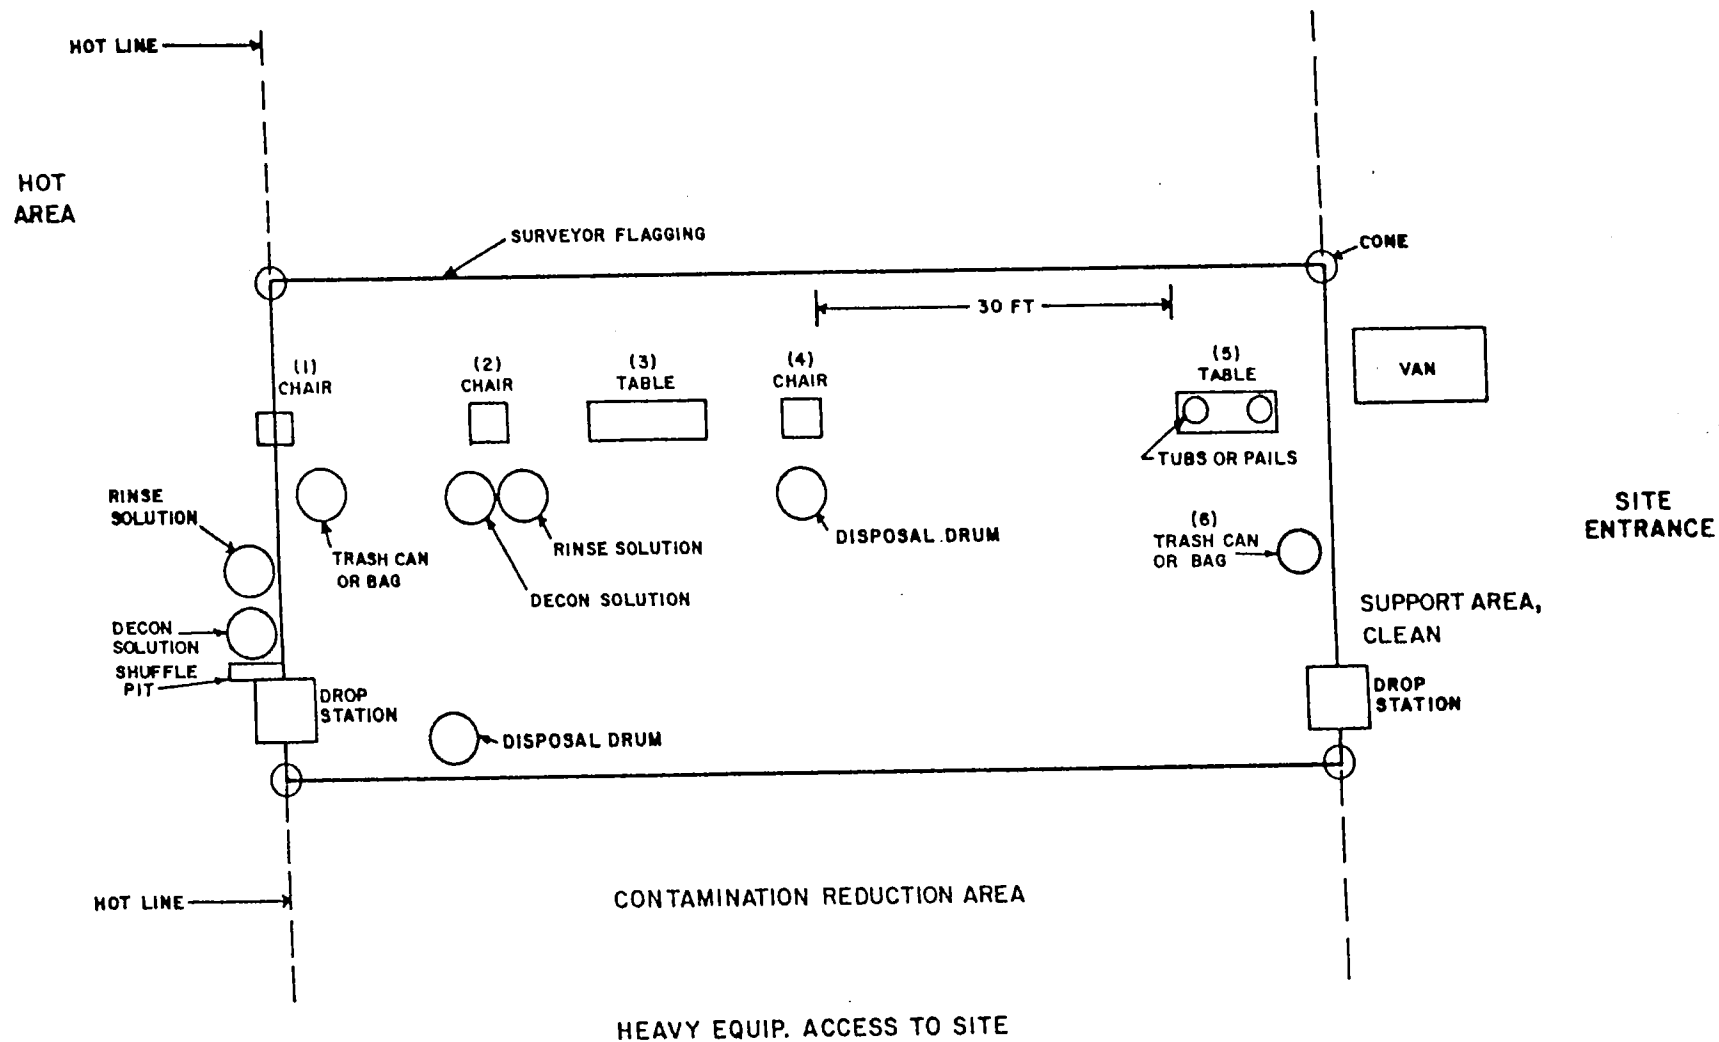 HOT LINE
HOT
AREA
SURVEYOR FLAGGING
CONE
30 FT
(1)
CHAIR
(2)
CHAIR
(3)
TABLE
(4)
CHAIR
(5)
TABLE
VAN
TUBS OR PAILS
RINSE
SOLUTION
TRASH CAN
OR BAG
RINSE SOLUTION
DECON SOLUTION
DISPOSAL DRUM
(6)
TRASH CAN
OR BAG
SITE
ENTRANCE
DECON
SOLUTION
SHUFFLE
PIT
DROP
STATION
DISPOSAL DRUM
SUPPORT AREA,
CLEAN
DROP
STATION
HOT LINE
CONTAMINATION REDUCTION AREA
HEAVY EQUIP. ACCESS TO SITE